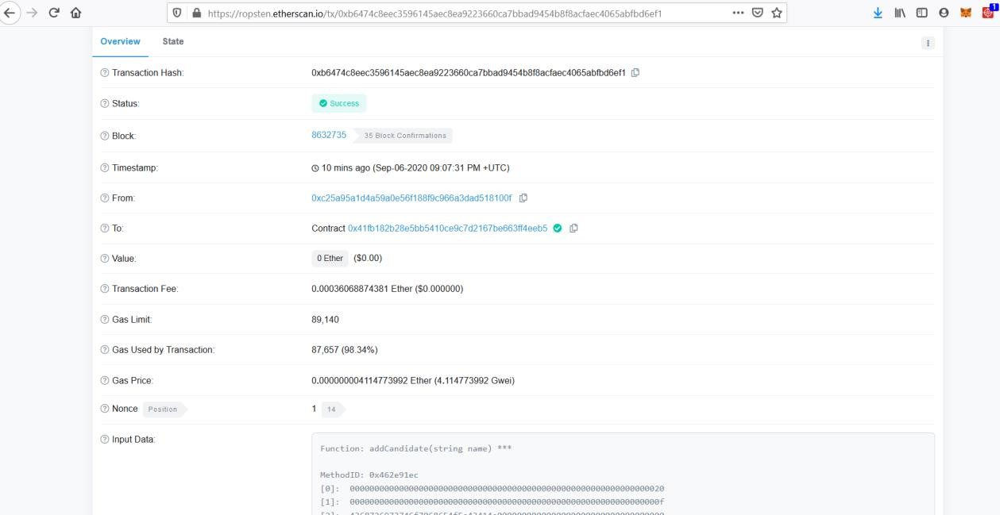 https://ropsten.etherscan.io/tx/0xb6474c8eec3596145aec8ea9223660ca7bbad9454b8f8acfaec4065abfbd6ef1
1
Overview State
Transaction Hash: 0xb6474c8eec3596145aec8ea9223660ca7bbad9454b8f8acfaec4065abfbd6ef1
Status: Success
Block: 8632735 35 Block Confirmations
Timestamp: 10 mins ago (Sep-06-2020 09:07:31 PM +UTC)
From: 0xc25a95a1d4a59a0e56f188f9c966a3dad518100f
To: Contract 0x41fb182b28e5bb5410ce9c7d2167be663ff4eeb5
Value: 0 Ether ($0.00)
Transaction Fee: 0.00036068874381 Ether ($0.000000)
Gas Limit: 89,140
Gas Used by Transaction: 87,657 (98.34%)
Gas Price: 0.000000004114773992 Ether (4.114773992 Gwei)
Nonce Position 1 14
Input Data:
Function: addCandidate(string name) ***
MethodID: 0x462e91ec
[0]: 0000000000000000000000000000000000000000000000000000000000000020
[1]: 000000000000000000000000000000000000000000000000000000000000000f